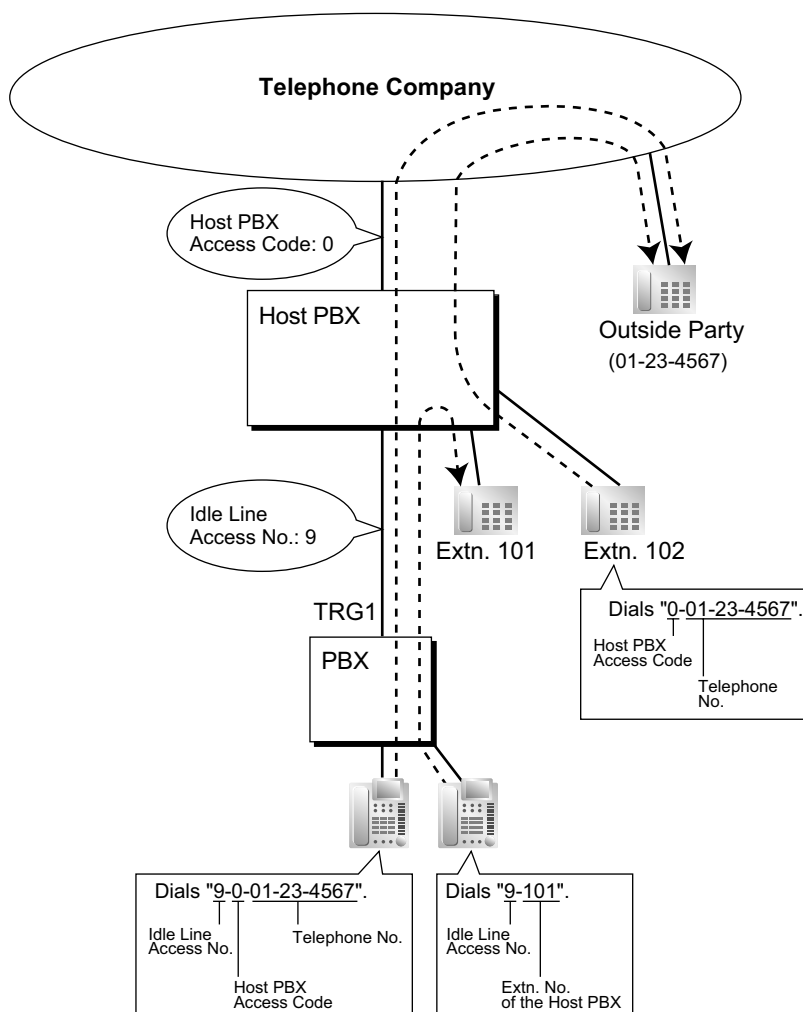 Telephone Company
Host PBX
Access Code: 0
Host PBX
Outside Party
(01-23-4567)
Idle Line
Access No.: 9
Extn. 101
Extn. 102
TRG1
PBX
Dials "0-01-23-4567".
Host PBX
Access Code
Telephone
No.
Dials "9-0-01-23-4567".
Idle Line
Access No.
Telephone No.
Host PBX
Access Code
Dials "9-101".
Idle Line
Access No.
Extn. No.
of the Host PBX